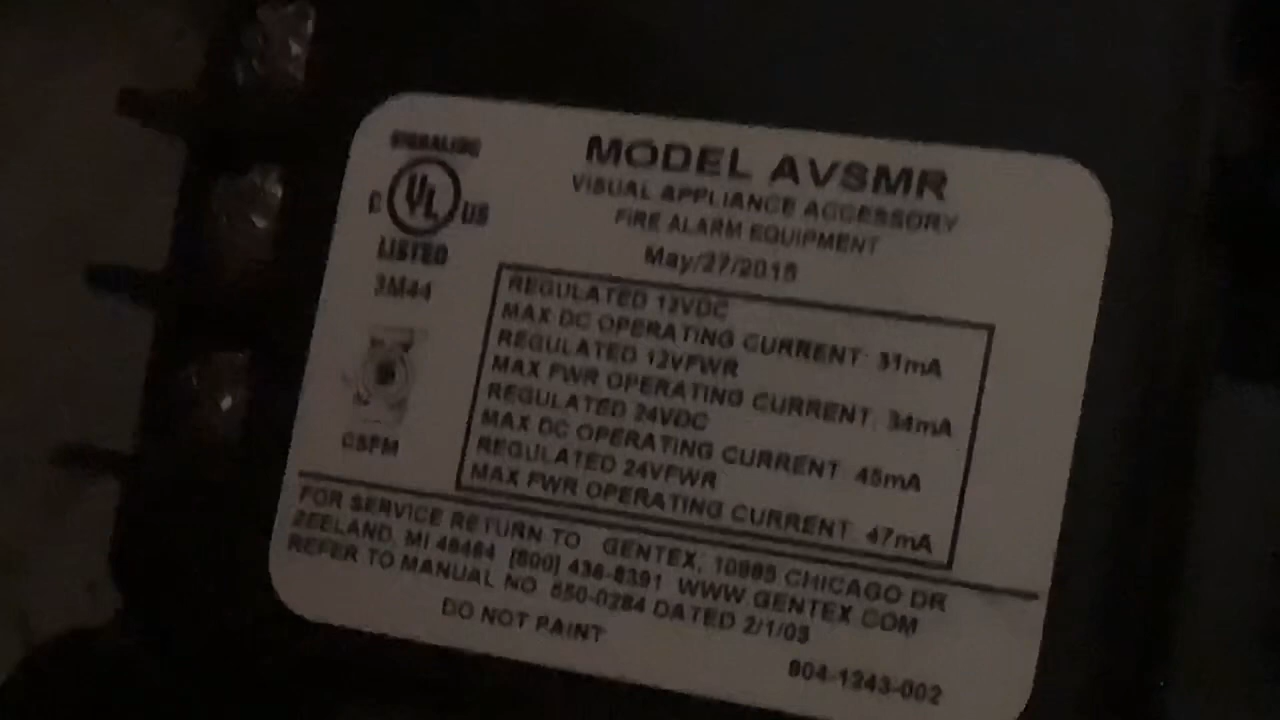 SIGNALING
C UL US
LISTED
3M44
CSFM
MODEL AVSMR
VISUAL APPLIANCE ACCESSORY
FIRE ALARM EQUIPMENT
May/27/2015
REGULATED 12VDC
MAX DC OPERATING CURRENT: 31mA
REGULATED 12VFWR
MAX FWR OPERATING CURRENT: 34mA
REGULATED 24VDC
MAX DC OPERATING CURRENT: 45mA
REGULATED 24VFWR
MAX FWR OPERATING CURRENT: 47mA
FOR SERVICE RETURN TO GENTEX, 10985 CHICAGO DR
ZEELAND, MI 49464 [800] 436-8391 WWW.GENTEX.COM
REFER TO MANUAL NO 550-0284 DATED 2/1/03
DO NOT PAINT
904-1243-002